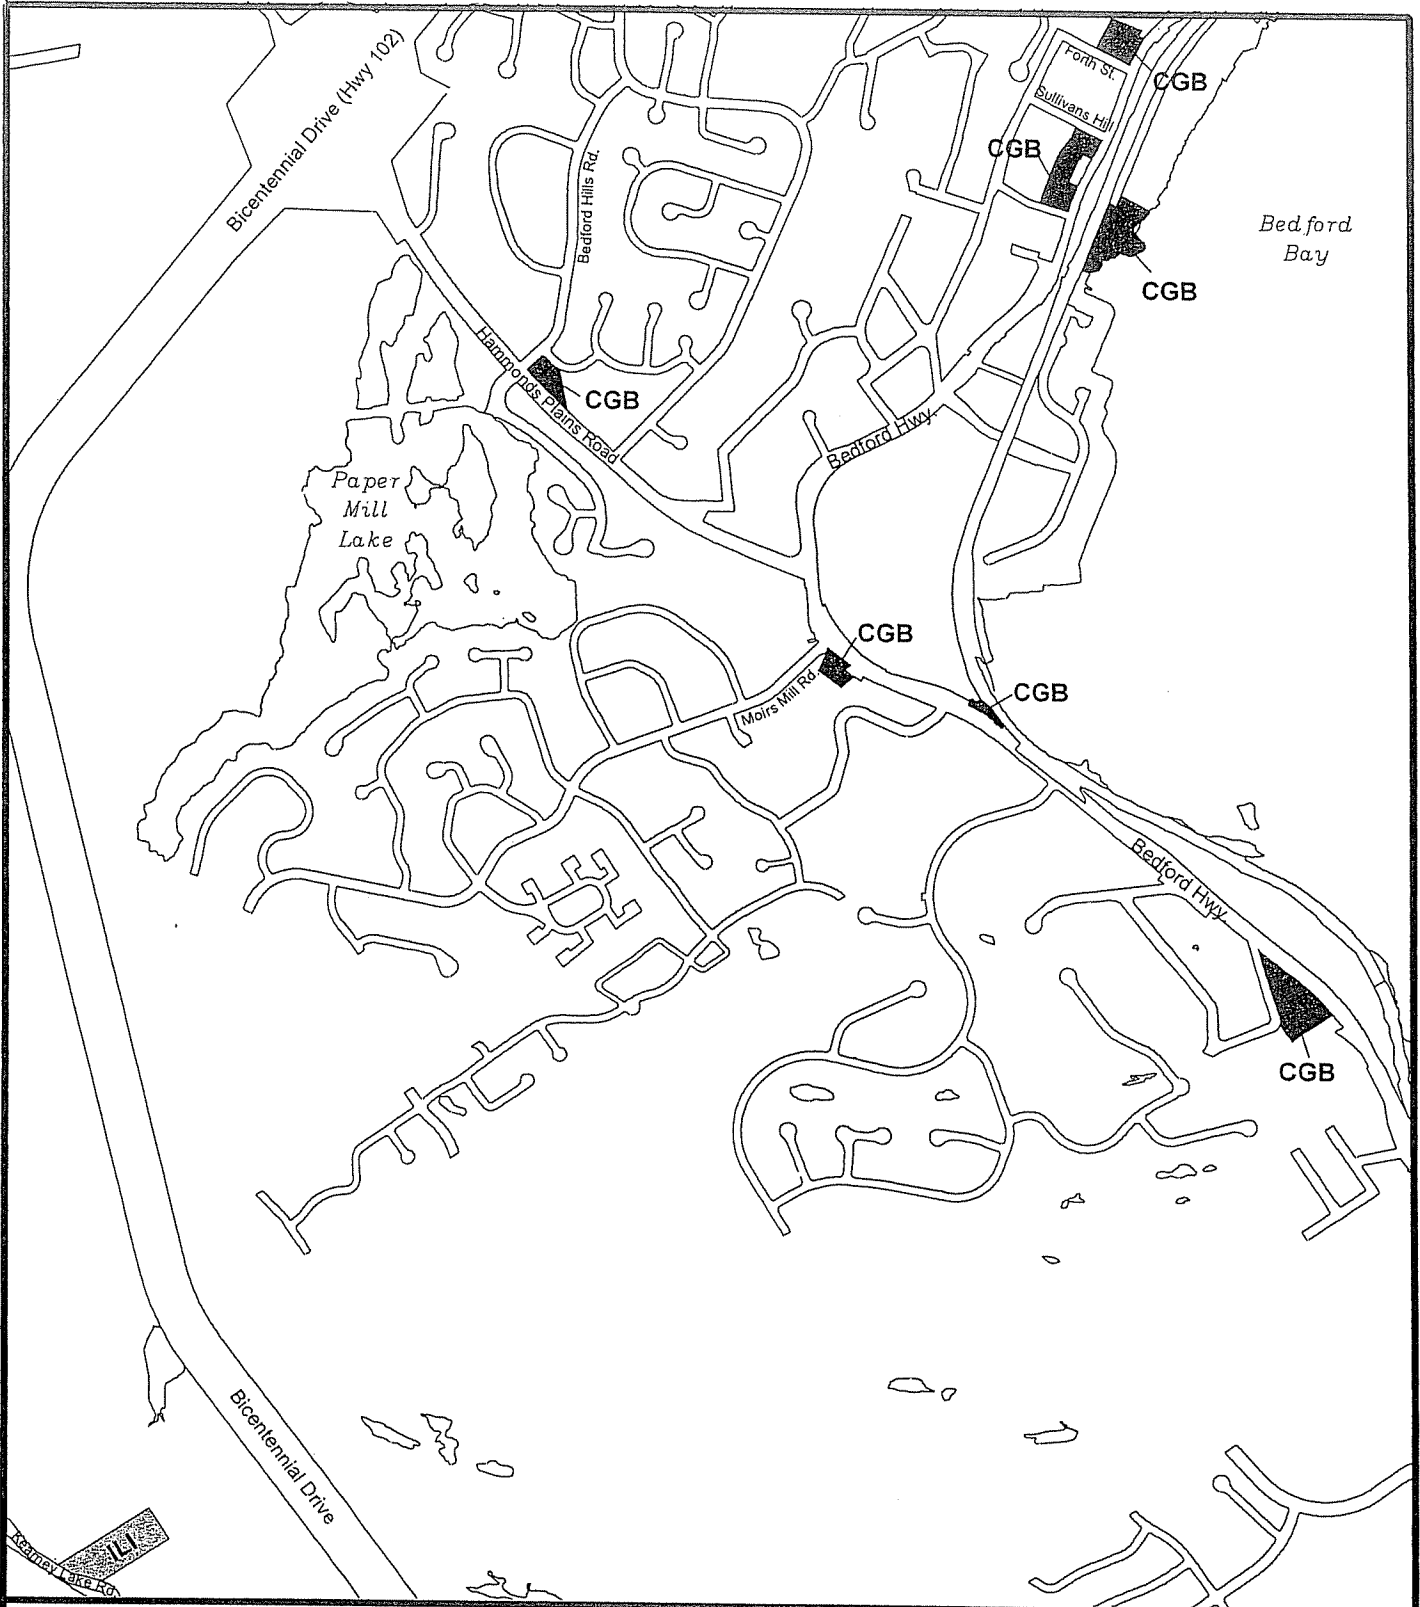 Bicentennial Drive (Hwy 102)
Forth St.
CGB
Sullivans Hill
CGB
Bedford Hills Rd.
Bedford
Bay
CGB
Hammonds Plains Road
CGB
Bedford Hwy.
Paper
Mill
Lake
CGB
Moirs Mill Rd.
CGB
Bedford Hwy.
CGB
Bicentennial Drive
ILI
Kearney Lake Rd.